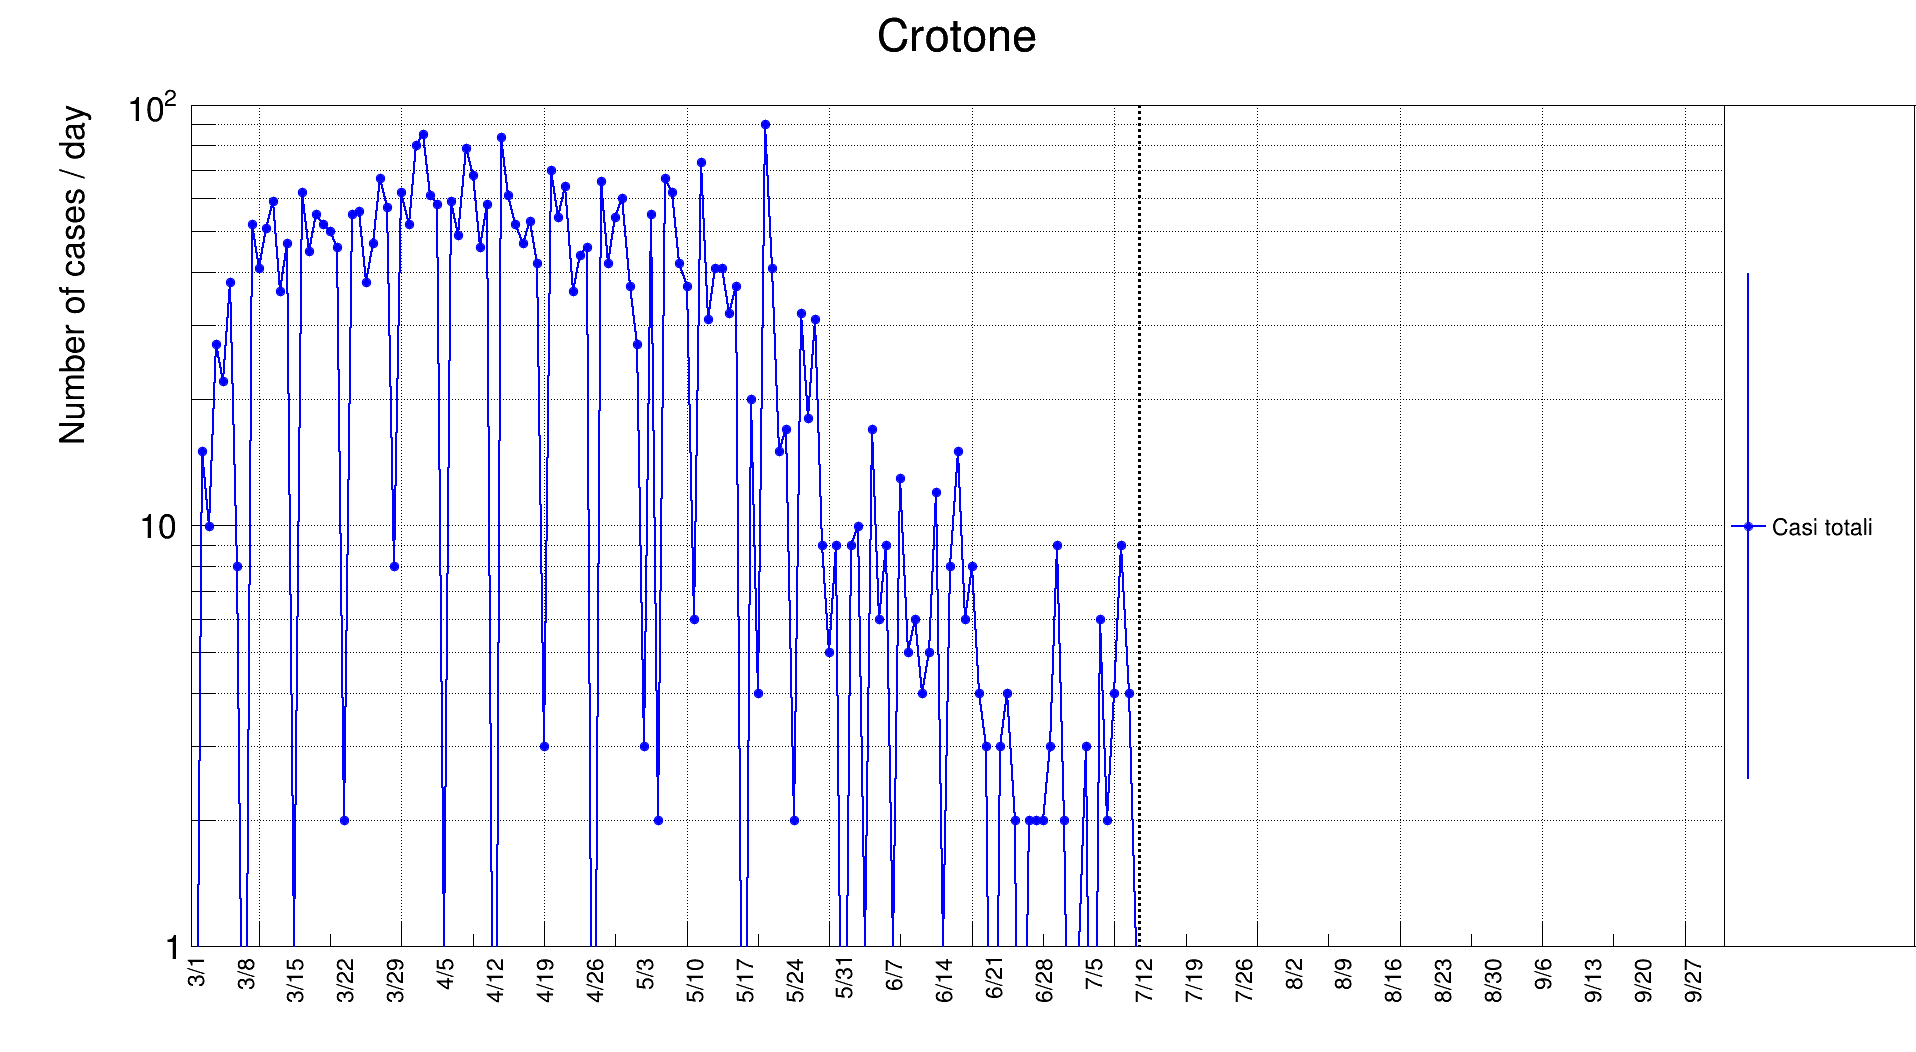 Crotone
Number of cases / day
10²
10
1
3/1 3/8 3/15 3/22 3/29 4/5 4/12 4/19 4/26 5/3 5/10 5/17 5/24 5/31 6/7 6/14 6/21 6/28 7/5 7/12 7/19 7/26 8/2 8/9 8/16 8/23 8/30 9/6 9/13 9/20 9/27
Casi totali